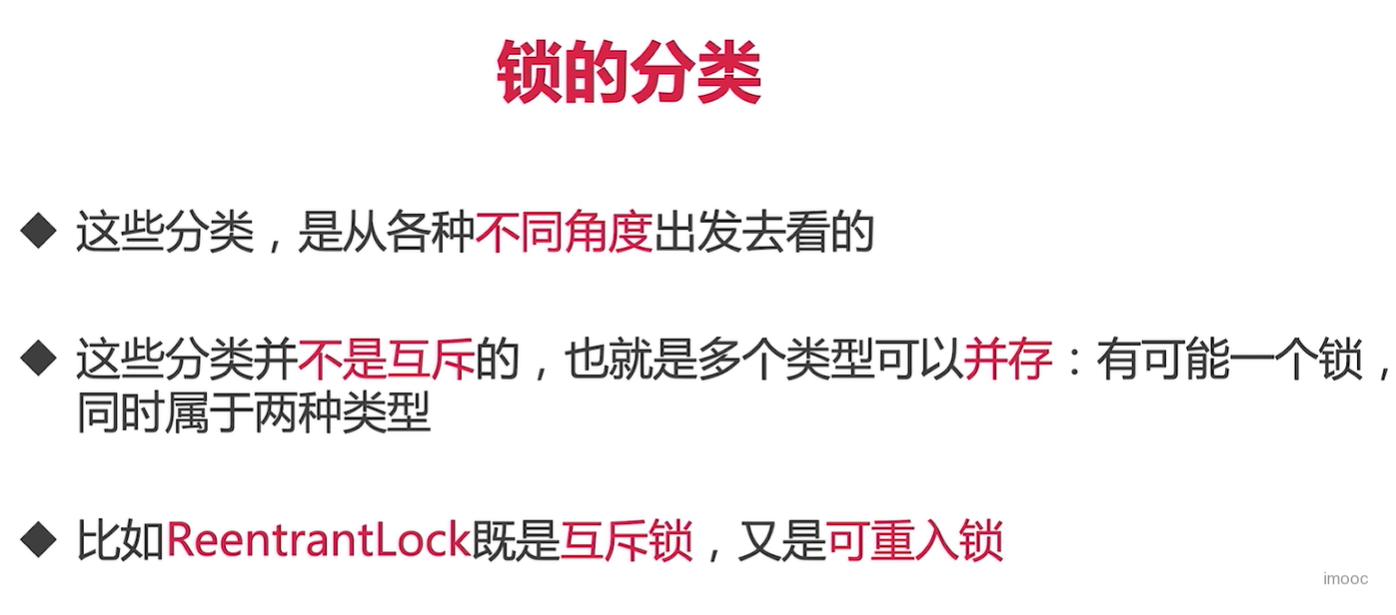 锁的分类
◆ 这些分类，是从各种不同角度出发去看的
◆ 这些分类并不是互斥的，也就是多个类型可以并存：有可能一个锁，
同时属于两种类型
◆ 比如ReentrantLock既是互斥锁，又是可重入锁
imooc